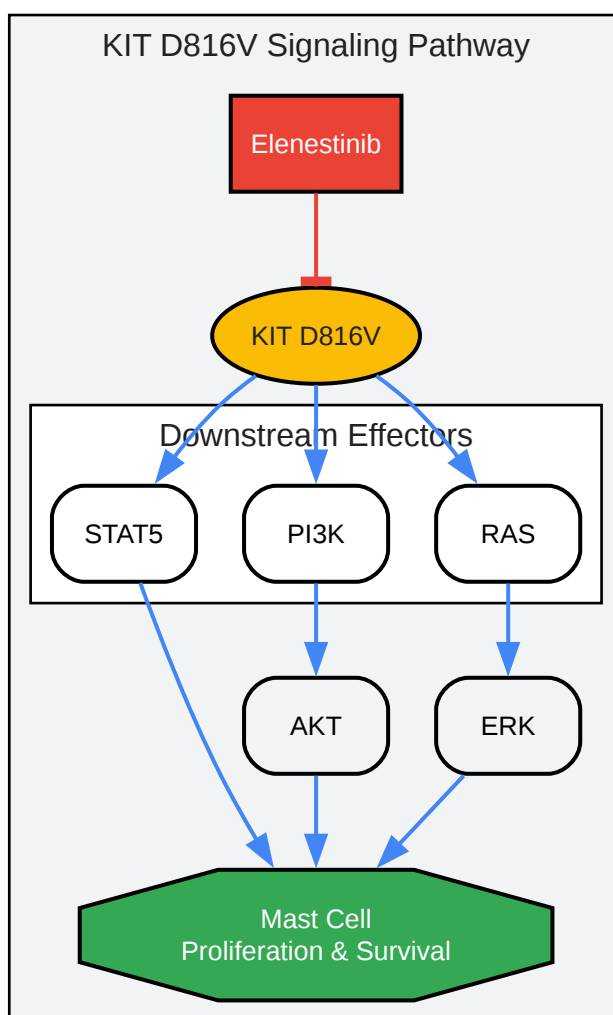 KIT D816V Signaling Pathway
Elenestinib
KIT D816V
Downstream Effectors
STAT5
PI3K
RAS
AKT
ERK
Mast Cell
Proliferation & Survival